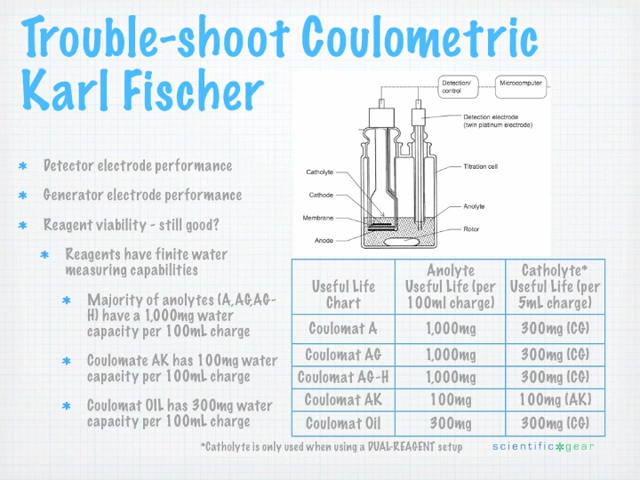 Trouble-shoot Coulometric
Karl Fischer
Detection/
control
Microcomputer
Detection electrode
(twin platinum electrode)
Titration cell
Catholyte
Cathode
Membrane
Anode
Anolyte
Rotor
* Detector electrode performance
* Generator electrode performance
* Reagent viability - still good?
* Reagents have finite water
measuring capabilities
* Majority of anolytes (A,AG,AG-
H) have a 1,000mg water
capacity per 100mL charge
* Coulomate AK has 100mg water
capacity per 100mL charge
* Coulomat OIL has 300mg water
capacity per 100mL charge
Useful Life
Chart
Anolyte
Useful Life (per
100ml charge)
Catholyte*
Useful Life (per
5mL charge)
Coulomat A 1,000mg 300mg (CG)
Coulomat AG 1,000mg 300mg (CG)
Coulomat AG-H 1,000mg 300mg (CG)
Coulomat AK 100mg 100mg (AK)
Coulomat Oil 300mg 300mg (CG)
*Catholyte is only used when using a DUAL-REAGENT setup
scientific*gear